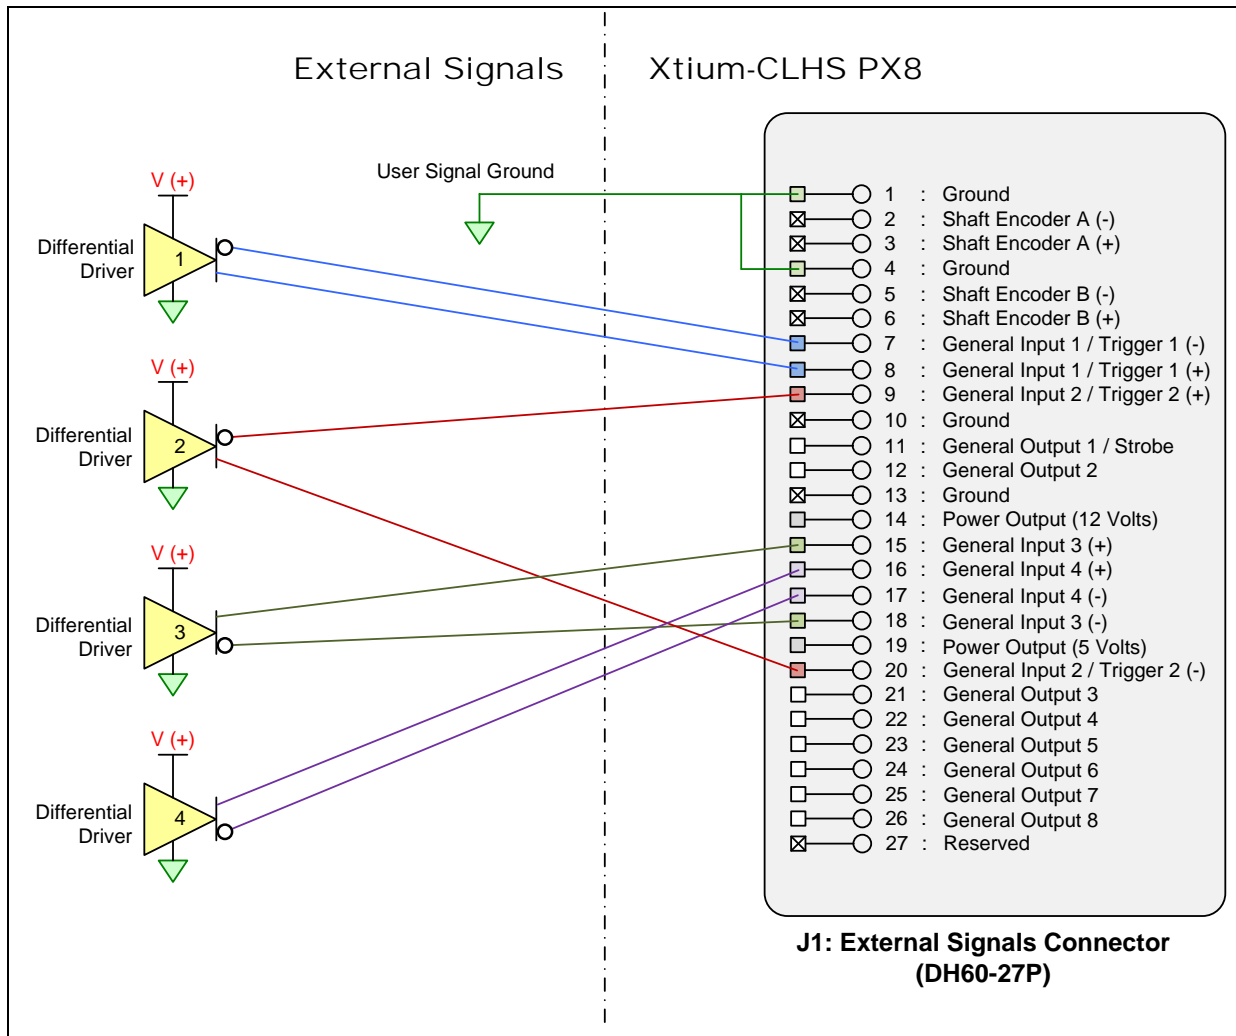 External Signals
Xtium-CLHS PX8
User Signal Ground
V (+)
Differential
Driver
1
V (+)
Differential
Driver
2
V (+)
Differential
Driver
3
V (+)
Differential
Driver
4
1 : Ground
2 : Shaft Encoder A (-)
3 : Shaft Encoder A (+)
4 : Ground
5 : Shaft Encoder B (-)
6 : Shaft Encoder B (+)
7 : General Input 1 / Trigger 1 (-)
8 : General Input 1 / Trigger 1 (+)
9 : General Input 2 / Trigger 2 (+)
10 : Ground
11 : General Output 1 / Strobe
12 : General Output 2
13 : Ground
14 : Power Output (12 Volts)
15 : General Input 3 (+)
16 : General Input 4 (+)
17 : General Input 4 (-)
18 : General Input 3 (-)
19 : Power Output (5 Volts)
20 : General Input 2 / Trigger 2 (-)
21 : General Output 3
22 : General Output 4
23 : General Output 5
24 : General Output 6
25 : General Output 7
26 : General Output 8
27 : Reserved
J1: External Signals Connector
(DH60-27P)